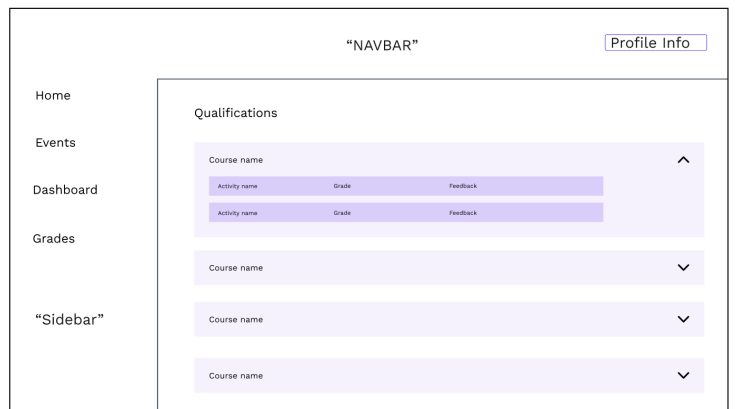 “NAVBAR”
Profile Info
Home
Events
Dashboard
Grades
“Sidebar”
Qualifications
Course name
Activity name Grade Feedback
Activity name Grade Feedback
Course name
Course name
Course name